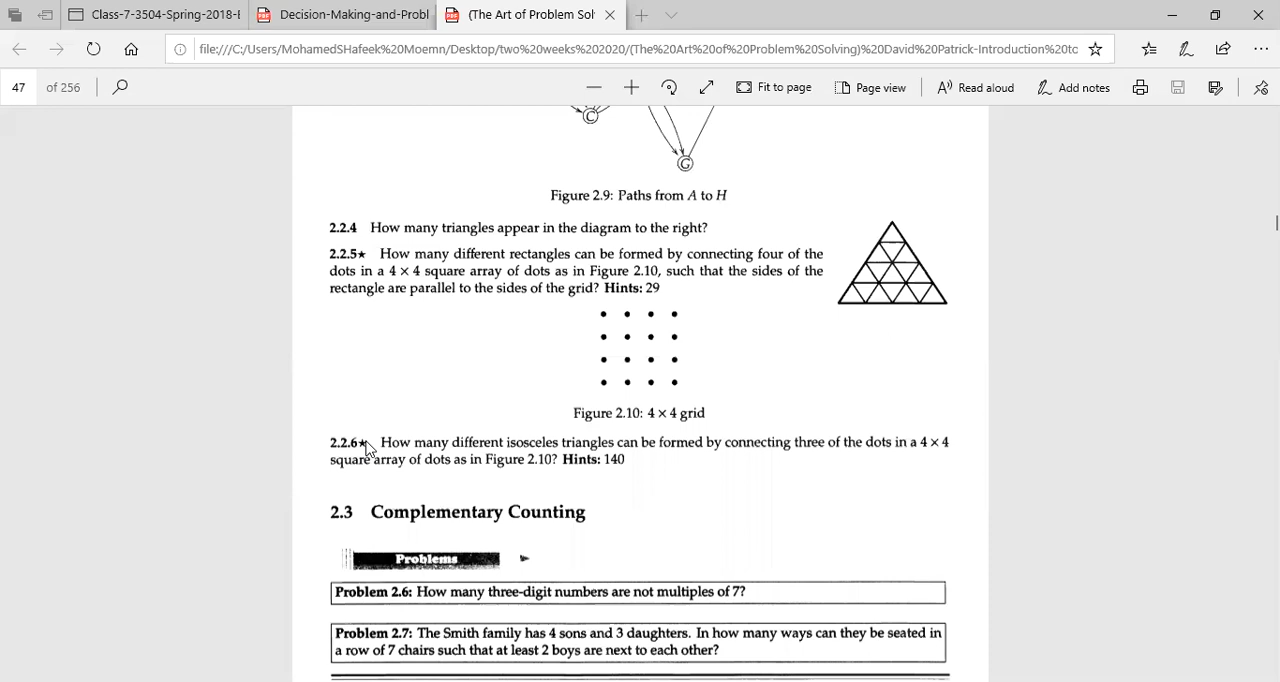 Class-7-3504-Spring-2018-I
Decision-Making-and-Probl
(The Art of Problem Sol
file:///C:/Users/MohamedSHafeek%20Moemn/Desktop/two%20weeks%202020/(The%20Art%20of%20Problem%20Solving)%20David%20Patrick-Introduction%20tc
47 of 256
Fit to page
Page view
Read aloud
Add notes
C
G
Figure 2.9: Paths from A to H
2.2.4 How many triangles appear in the diagram to the right?
2.2.5★ How many different rectangles can be formed by connecting four of the
dots in a 4 × 4 square array of dots as in Figure 2.10, such that the sides of the
rectangle are parallel to the sides of the grid? Hints: 29
Figure 2.10: 4 × 4 grid
2.2.6★ How many different isosceles triangles can be formed by connecting three of the dots in a 4 × 4
square array of dots as in Figure 2.10? Hints: 140
2.3 Complementary Counting
Problems
Problem 2.6: How many three-digit numbers are not multiples of 7?
Problem 2.7: The Smith family has 4 sons and 3 daughters. In how many ways can they be seated in
a row of 7 chairs such that at least 2 boys are next to each other?